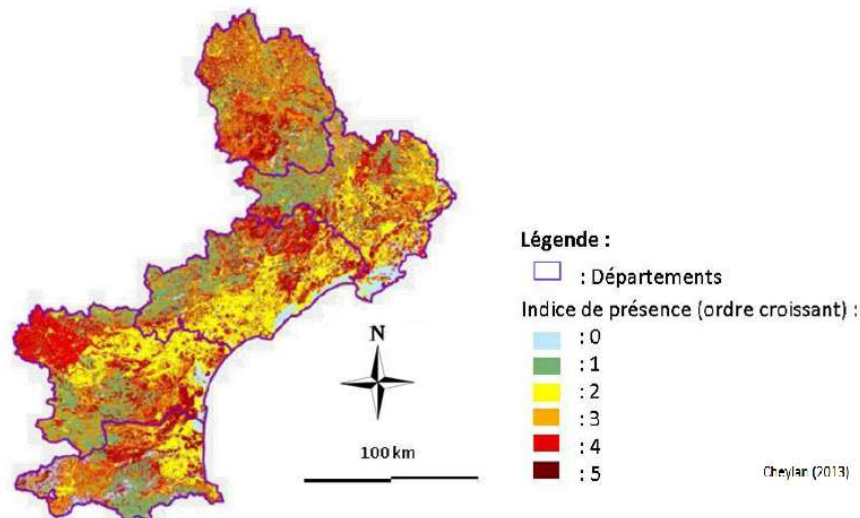 N
100 km
Légende :
: Départements
Indice de présence (ordre croissant) :
: 0
: 1
: 2
: 3
: 4
: 5
Cheylan (2013)